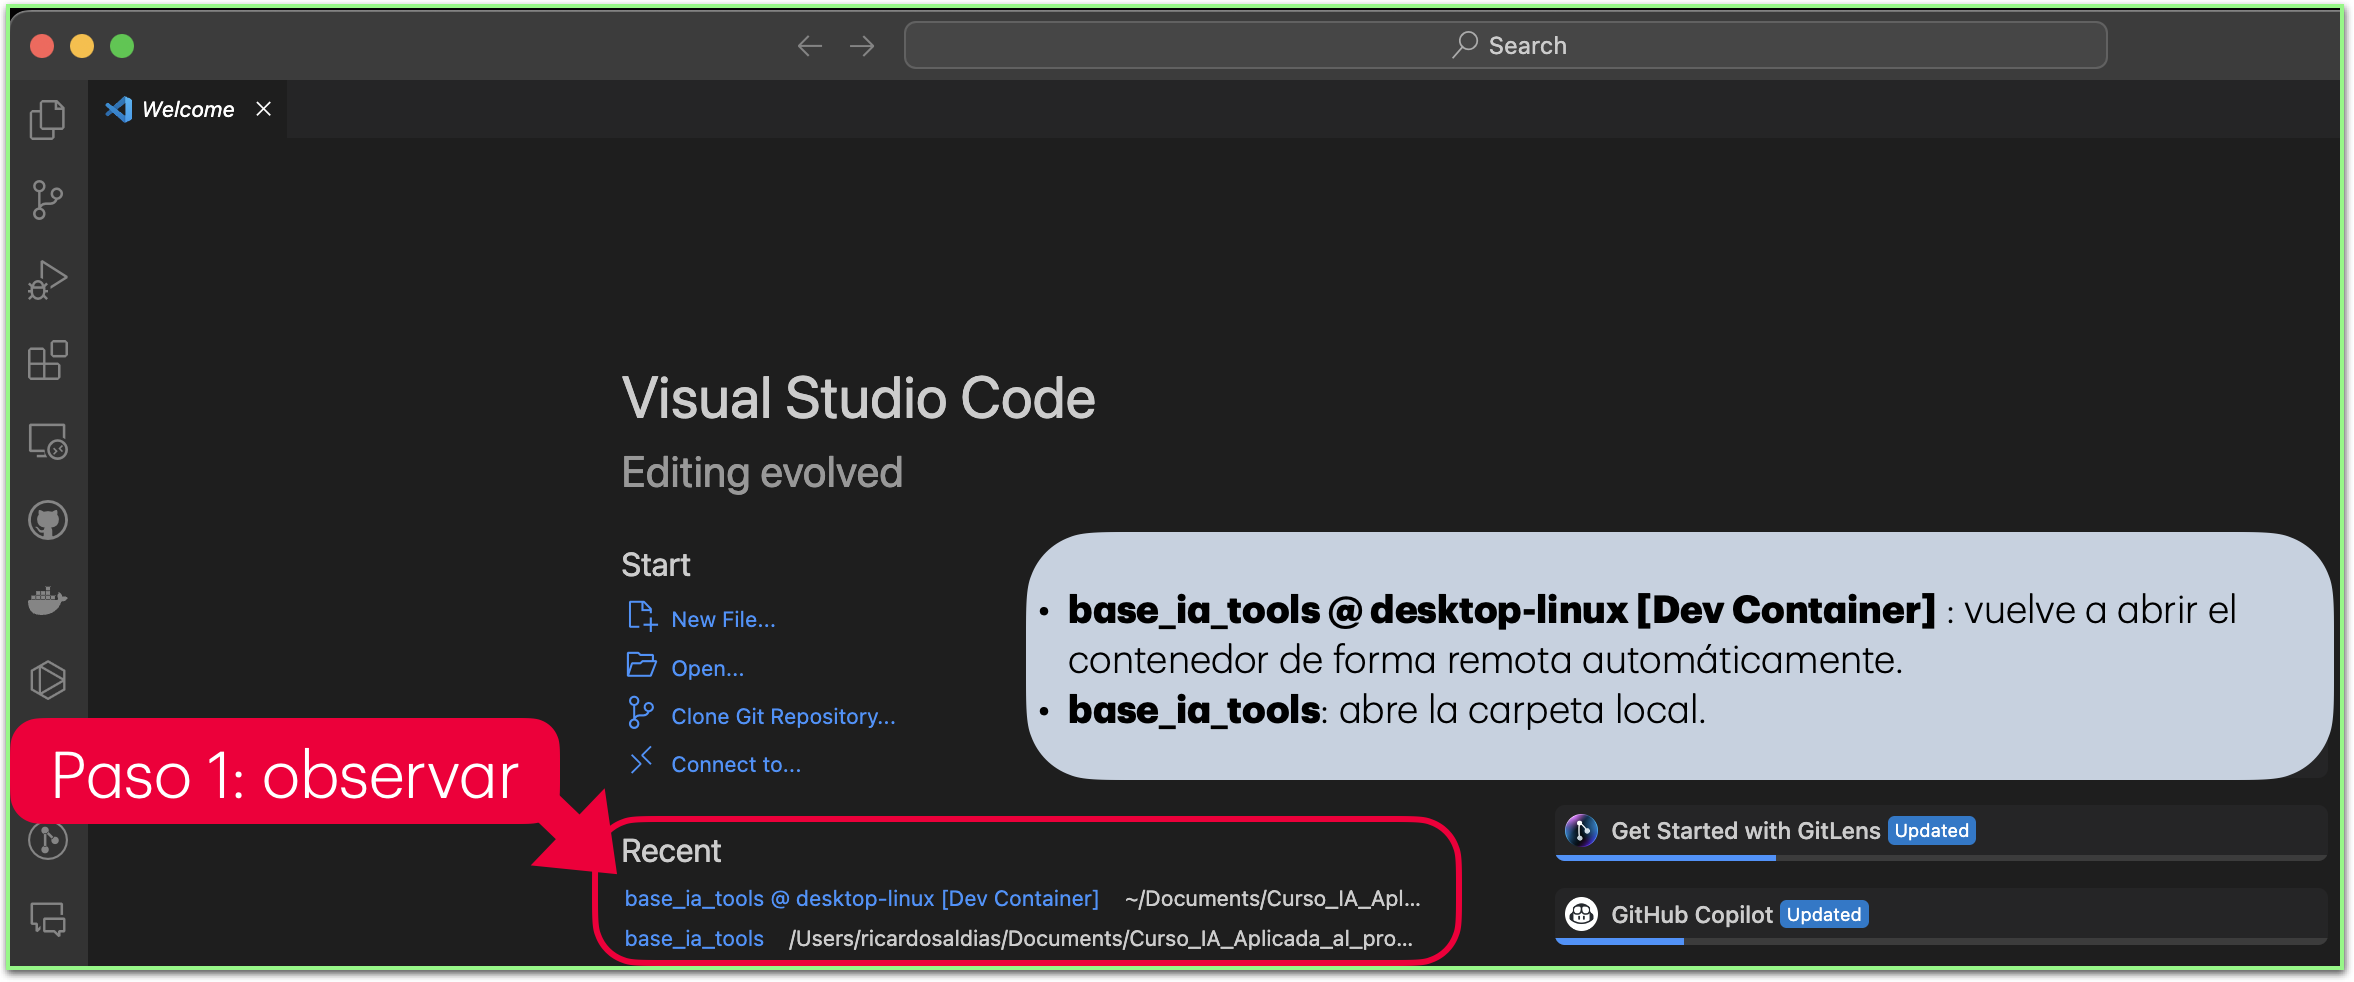 Search
Welcome
Visual Studio Code
Editing evolved
Start
New File...
Open...
Clone Git Repository...
Connect to...
• base_ia_tools @ desktop-linux [Dev Container] : vuelve a abrir el
contenedor de forma remota automáticamente.
• base_ia_tools: abre la carpeta local.
Paso 1: observar
Recent
base_ia_tools @ desktop-linux [Dev Container] ~/Documents/Curso_IA_Apl...
base_ia_tools /Users/ricardosaldias/Documents/Curso_IA_Aplicada_al_pro...
Get Started with GitLens Updated
GitHub Copilot Updated